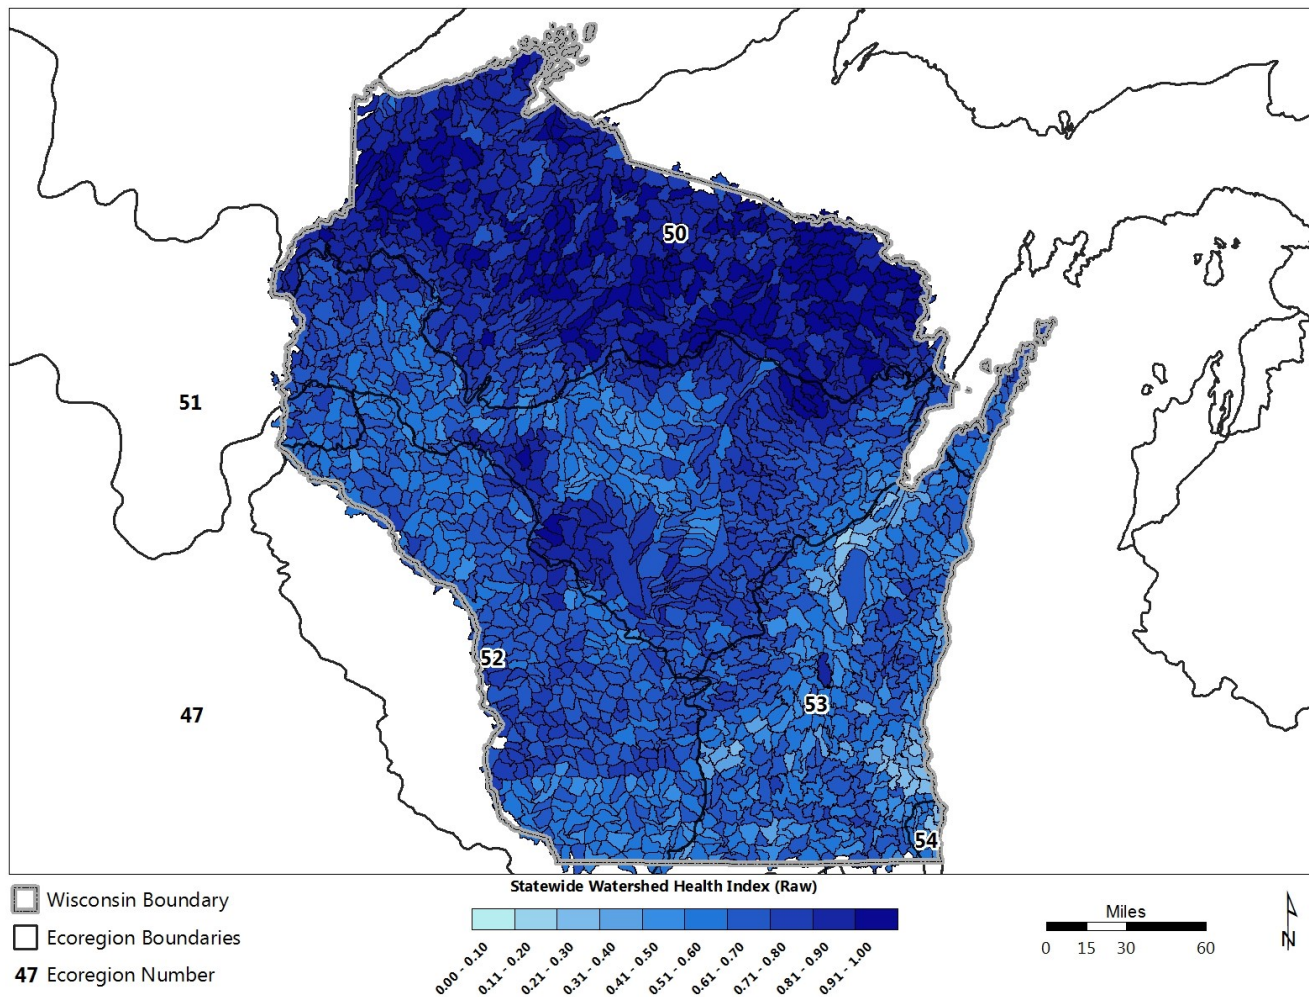 50
51
52
47
53
54
Statewide Watershed Health Index (Raw)
0.00 - 0.10
0.11 - 0.20
0.21 - 0.30
0.31 - 0.40
0.41 - 0.50
0.51 - 0.60
0.61 - 0.70
0.71 - 0.80
0.81 - 0.90
0.91 - 1.000
Wisconsin Boundary
Ecoregion Boundaries
47 Ecoregion Number
Miles
0 15 30 60
N